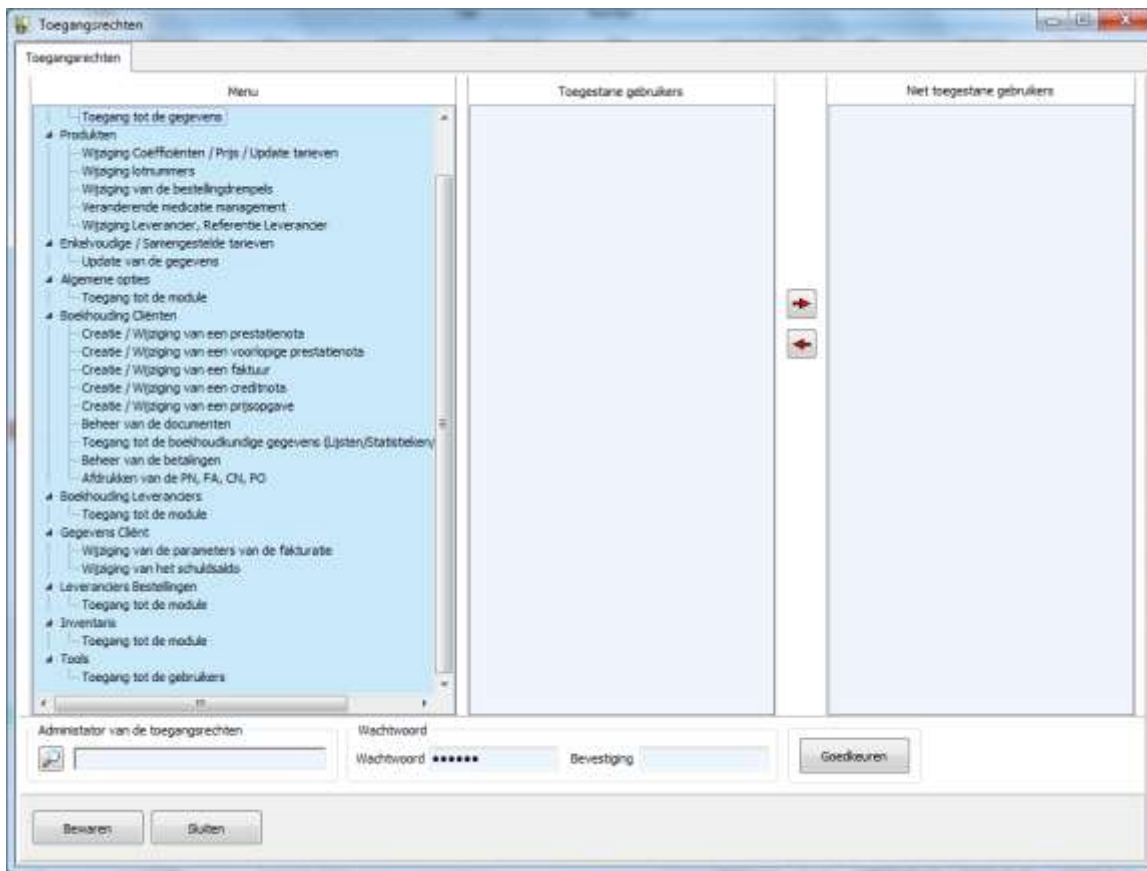 Toegangsrechten
Toegangsrechten
Menu
Toegestane gebruikers
Niet toegestane gebruikers
Toegang tot de gegevens
Produkten
Wijziging Coëfficiënten / Prijs / Update tarieven
Wijziging lotnummers
Wijziging van de bestellingdrempels
Veranderende medicatie management
Wijziging Leverancier, Referentie Leverancier
Enkelvoudige / Samengestelde tarieven
Update van de gegevens
Algemene opties
Toegang tot de module
Boekhouding Cliënten
Creatie / Wijziging van een prestatienota
Creatie / Wijziging van een voorlopige prestatienota
Creatie / Wijziging van een faktuur
Creatie / Wijziging van een creditnota
Creatie / Wijziging van een prijsopgave
Beheer van de documenten
Toegang tot de boekhoudkundige gegevens (Lijsten/Statistieken/
Beheer van de betalingen
Afdrukken van de PN, FA, CN, PO
Boekhouding Leveranciers
Toegang tot de module
Gegevens Cliënt
Wijziging van de parameters van de fakturatie
Wijziging van het schuldsaldo
Leveranciers Bestellingen
Toegang tot de module
Inventaris
Toegang tot de module
Tools
Toegang tot de gebruikers
Administator van de toegangsrechten
Wachtwoord
Wachtwoord ●●●●●●
Bevestiging
Goedkeuren
Bewaren
Sluiten